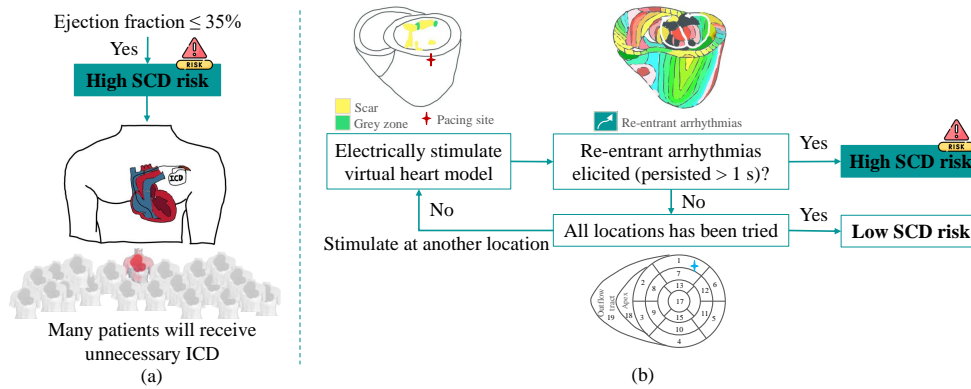 Ejection fraction ≤ 35%
Yes
RISK
High SCD risk
ICD
Many patients will receive
unnecessary ICD
(a)
Scar
Grey zone
Pacing site
Re-entrant arrhythmias
Electrically stimulate
virtual heart model
Re-entrant arrhythmias
elicited (persisted > 1 s)?
Yes
RISK
High SCD risk
No
No
Stimulate at another location
All locations has been tried
Yes
Low SCD risk
1
7
13
2
8
12
6
17
Outflow
tract
19
Apex
18
3
9
15
11
5
10
4
(b)